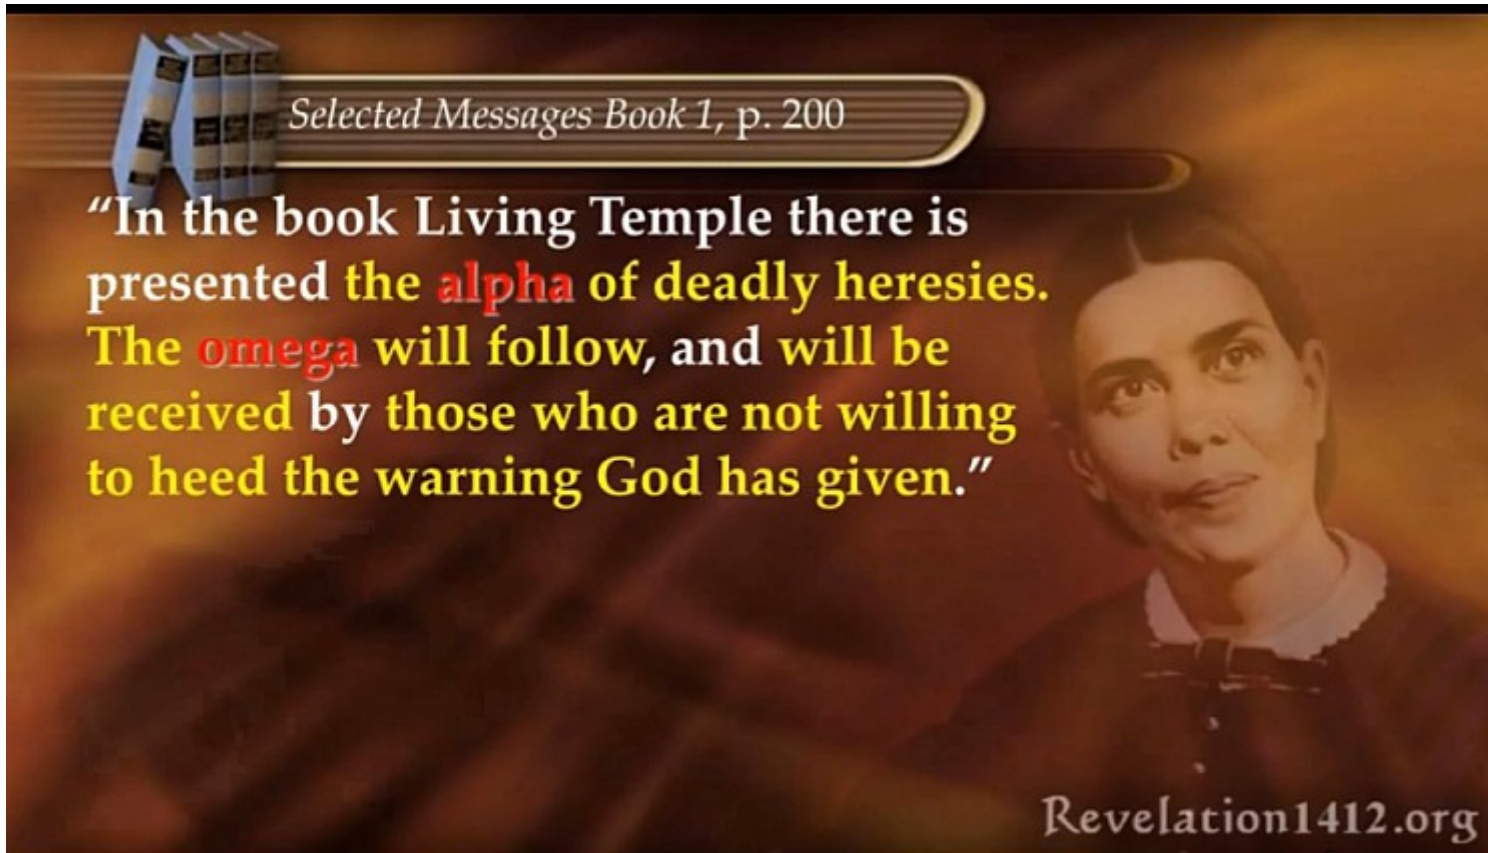 Selected Messages Book 1, p. 200
“In the book Living Temple there is
presented the alpha of deadly heresies.
The omega will follow, and will be
received by those who are not willing
to heed the warning God has given.”
Revelation1412.org